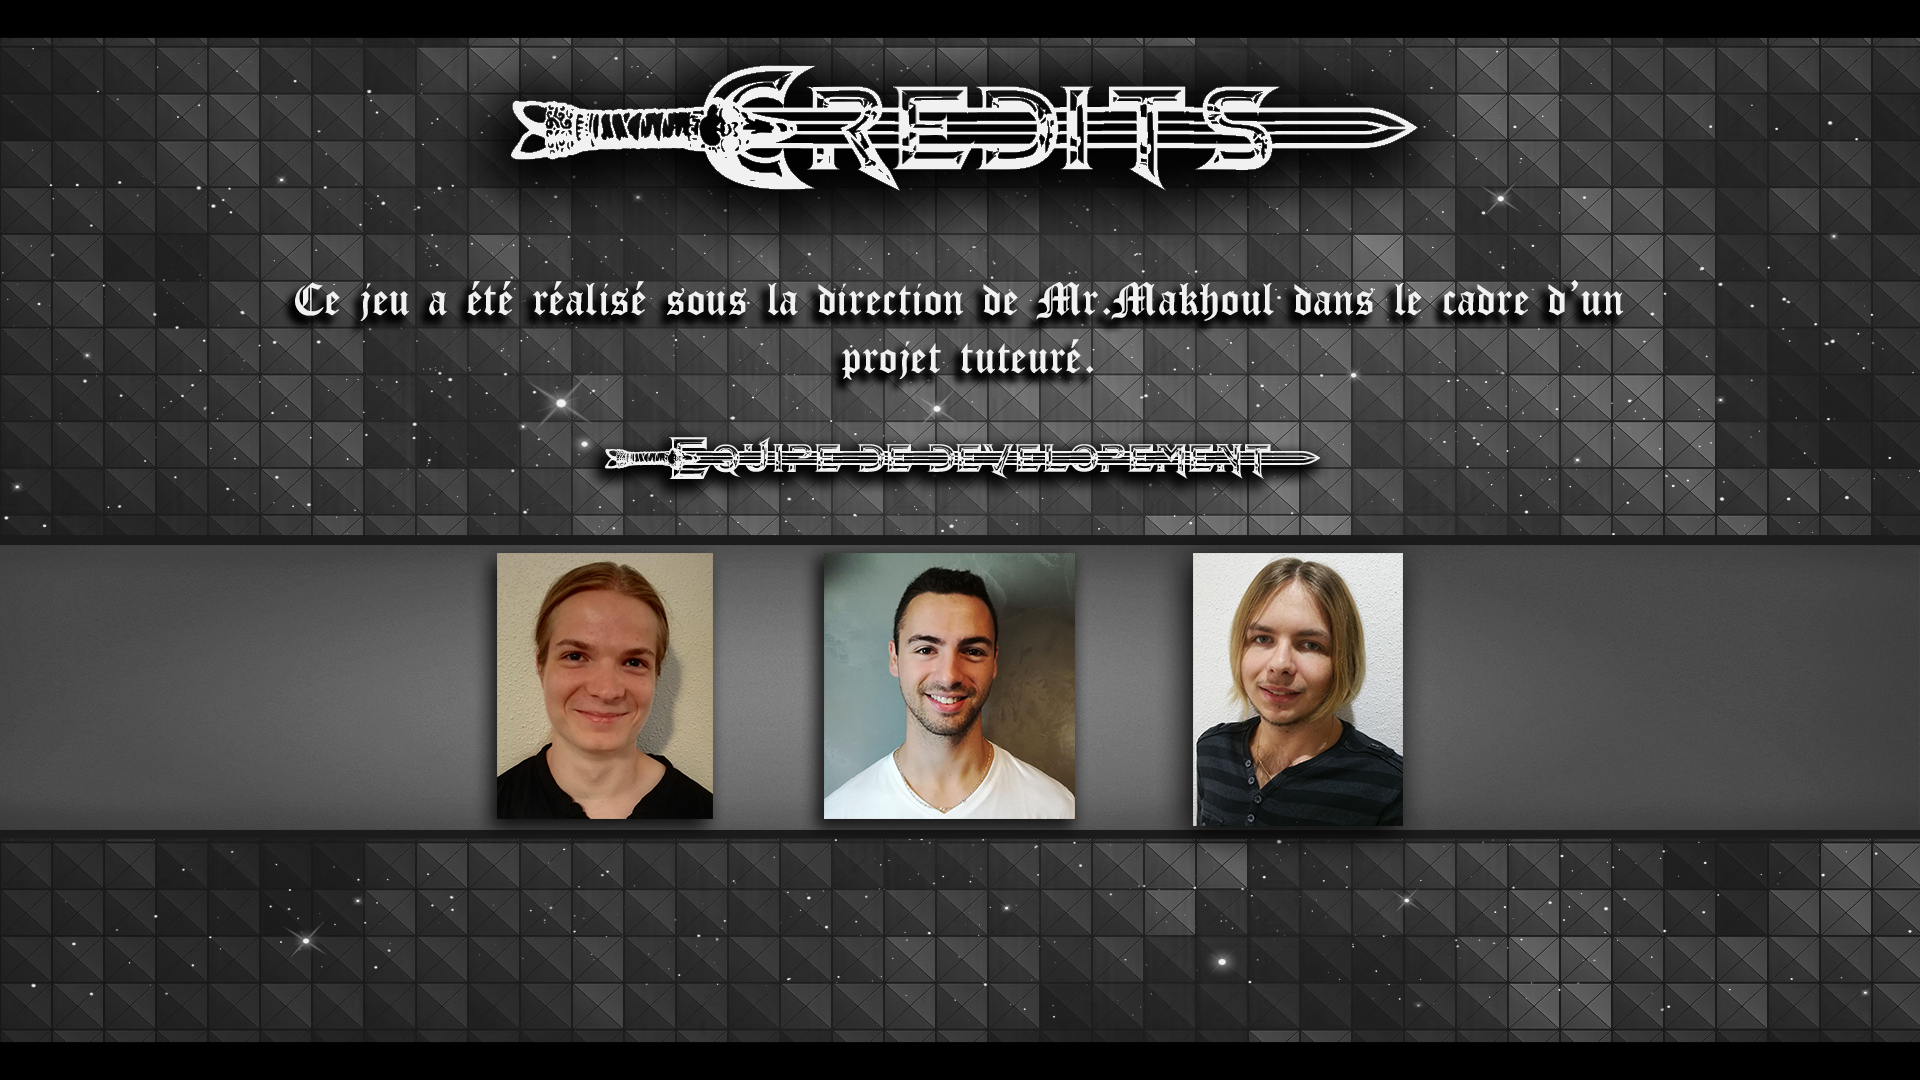 CREDITS
Ce jeu a été réalisé sous la direction de Mr.Makhoul dans le cadre d'un
projet tuteuré.
EQUIPE DE DEVELOPEMENT